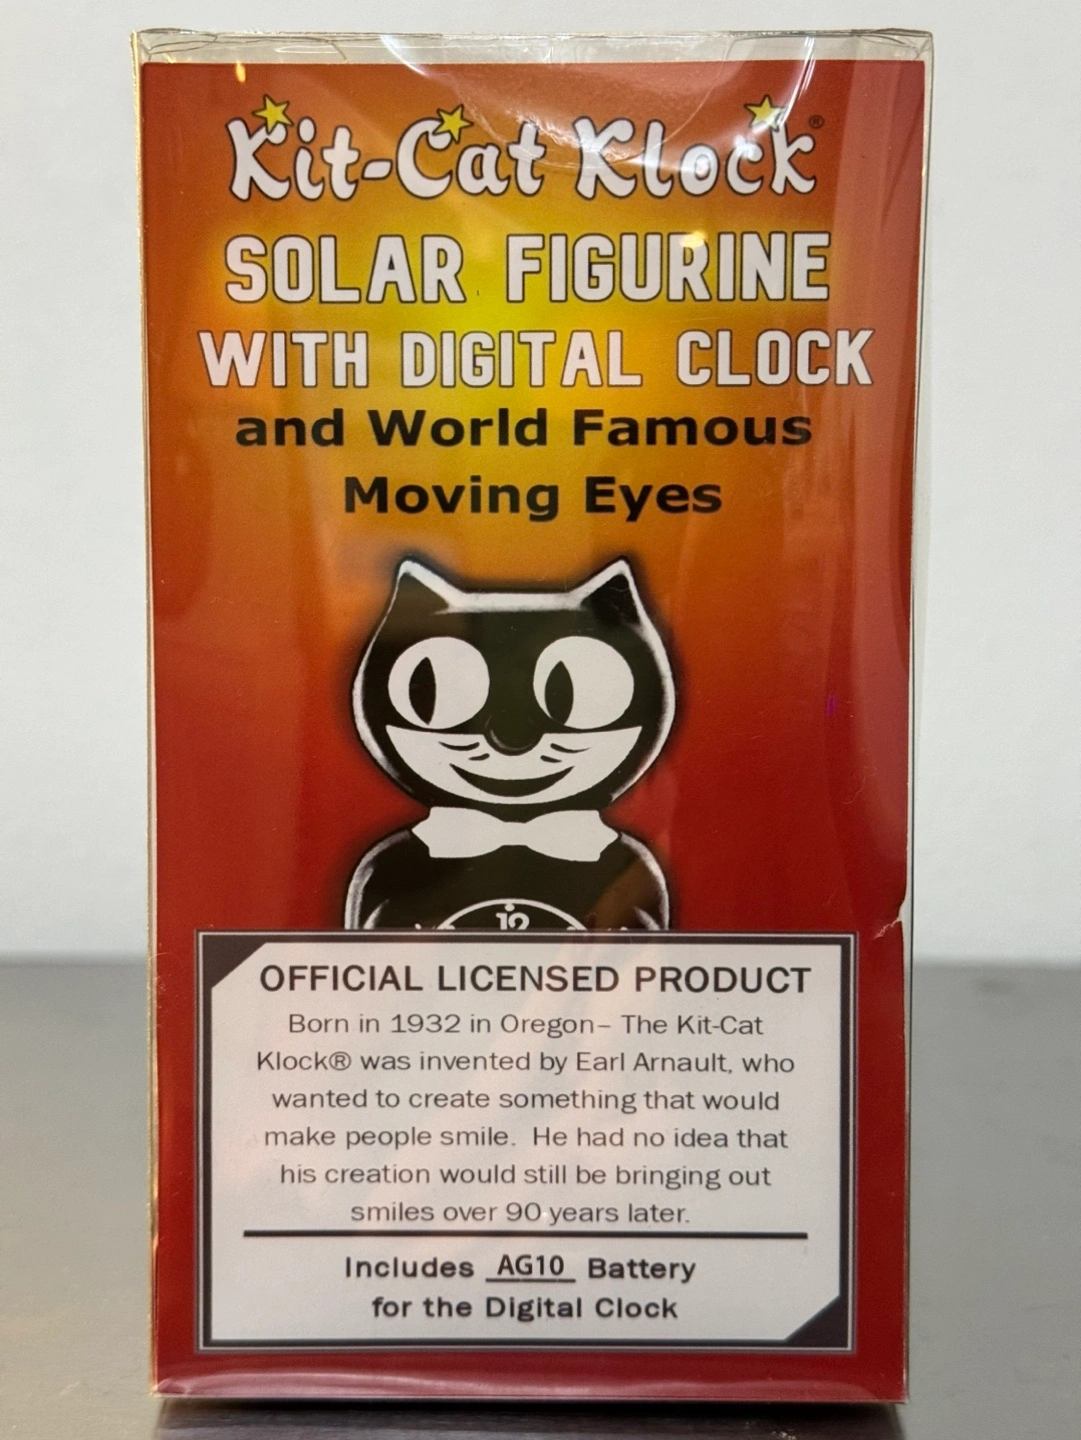 Kit-Cat Klock®
SOLAR FIGURINE
WITH DIGITAL CLOCK
and World Famous
Moving Eyes
12
OFFICIAL LICENSED PRODUCT
Born in 1932 in Oregon– The Kit-Cat
Klock® was invented by Earl Arnault, who
wanted to create something that would
make people smile. He had no idea that
his creation would still be bringing out
smiles over 90 years later.
Includes AG10 Battery
for the Digital Clock